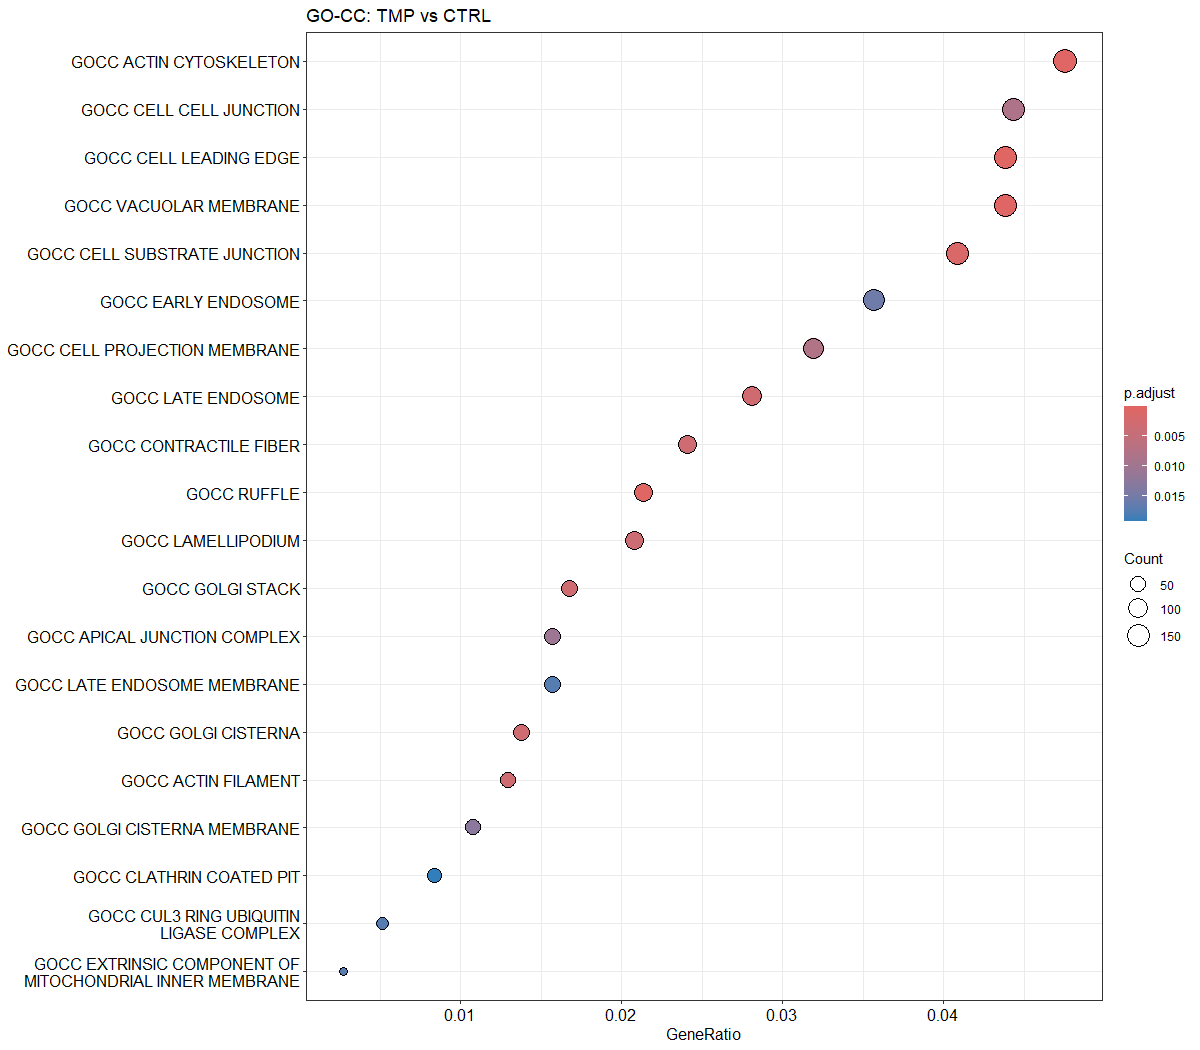 GO-CC: TMP vs CTRL
GOCC ACTIN CYTOSKELETON
GOCC CELL CELL JUNCTION
GOCC CELL LEADING EDGE
GOCC VACUOLAR MEMBRANE
GOCC CELL SUBSTRATE JUNCTION
GOCC EARLY ENDOSOME
GOCC CELL PROJECTION MEMBRANE
GOCC LATE ENDOSOME
GOCC CONTRACTILE FIBER
GOCC RUFFLE
GOCC LAMELLIPODIUM
GOCC GOLGI STACK
GOCC APICAL JUNCTION COMPLEX
GOCC LATE ENDOSOME MEMBRANE
GOCC GOLGI CISTERNA
GOCC ACTIN FILAMENT
GOCC GOLGI CISTERNA MEMBRANE
GOCC CLATHRIN COATED PIT
GOCC CUL3 RING UBIQUITIN
LIGASE COMPLEX
GOCC EXTRINSIC COMPONENT OF
MITOCHONDRIAL INNER MEMBRANE
0.01
0.02
0.03
0.04
GeneRatio
p.adjust
0.005
0.010
0.015
Count
50
100
150